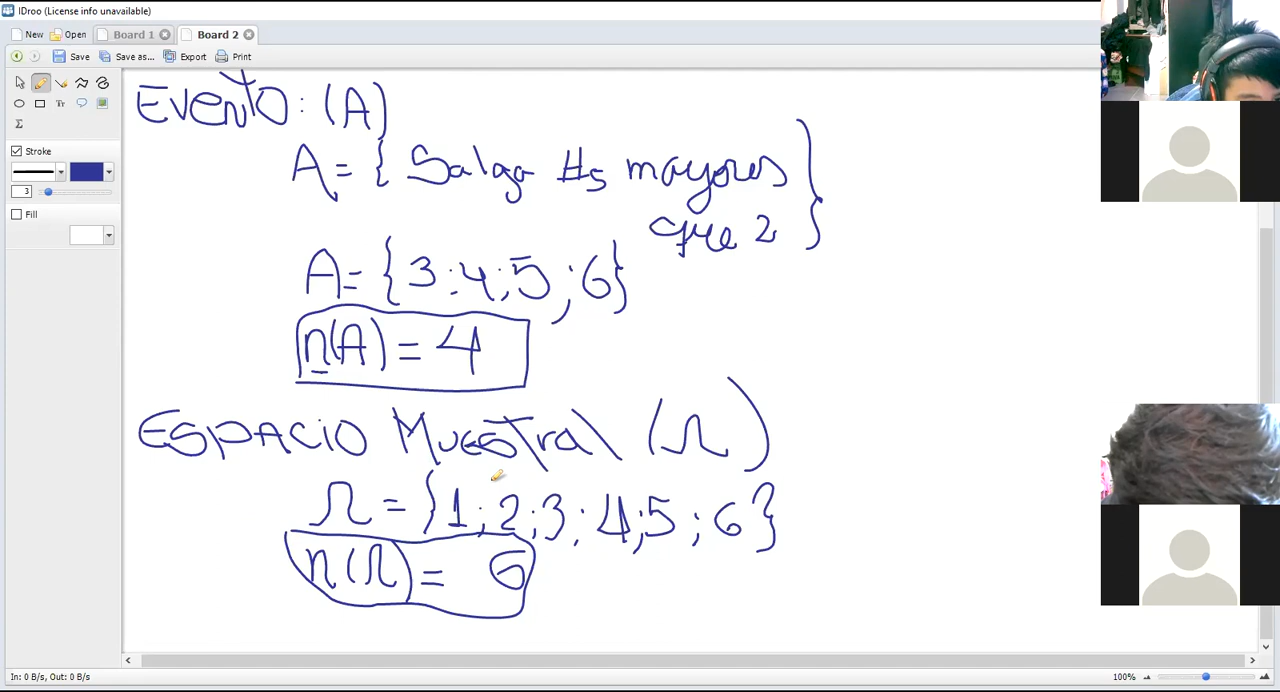 IDroo (License info unavailable)
New Open Board 1 Board 2
Save Save as... Export Print
Tr
Σ
Stroke
3
Fill
Evento: (A)
A = { Salga #s mayores
que 2 }
A = {3;4;5;6}
n(A) = 4
Espacio Muestral (Ω)
Ω = {1;2;3;4;5;6}
n(Ω) = 6
In: 0 B/s, Out: 0 B/s 100%